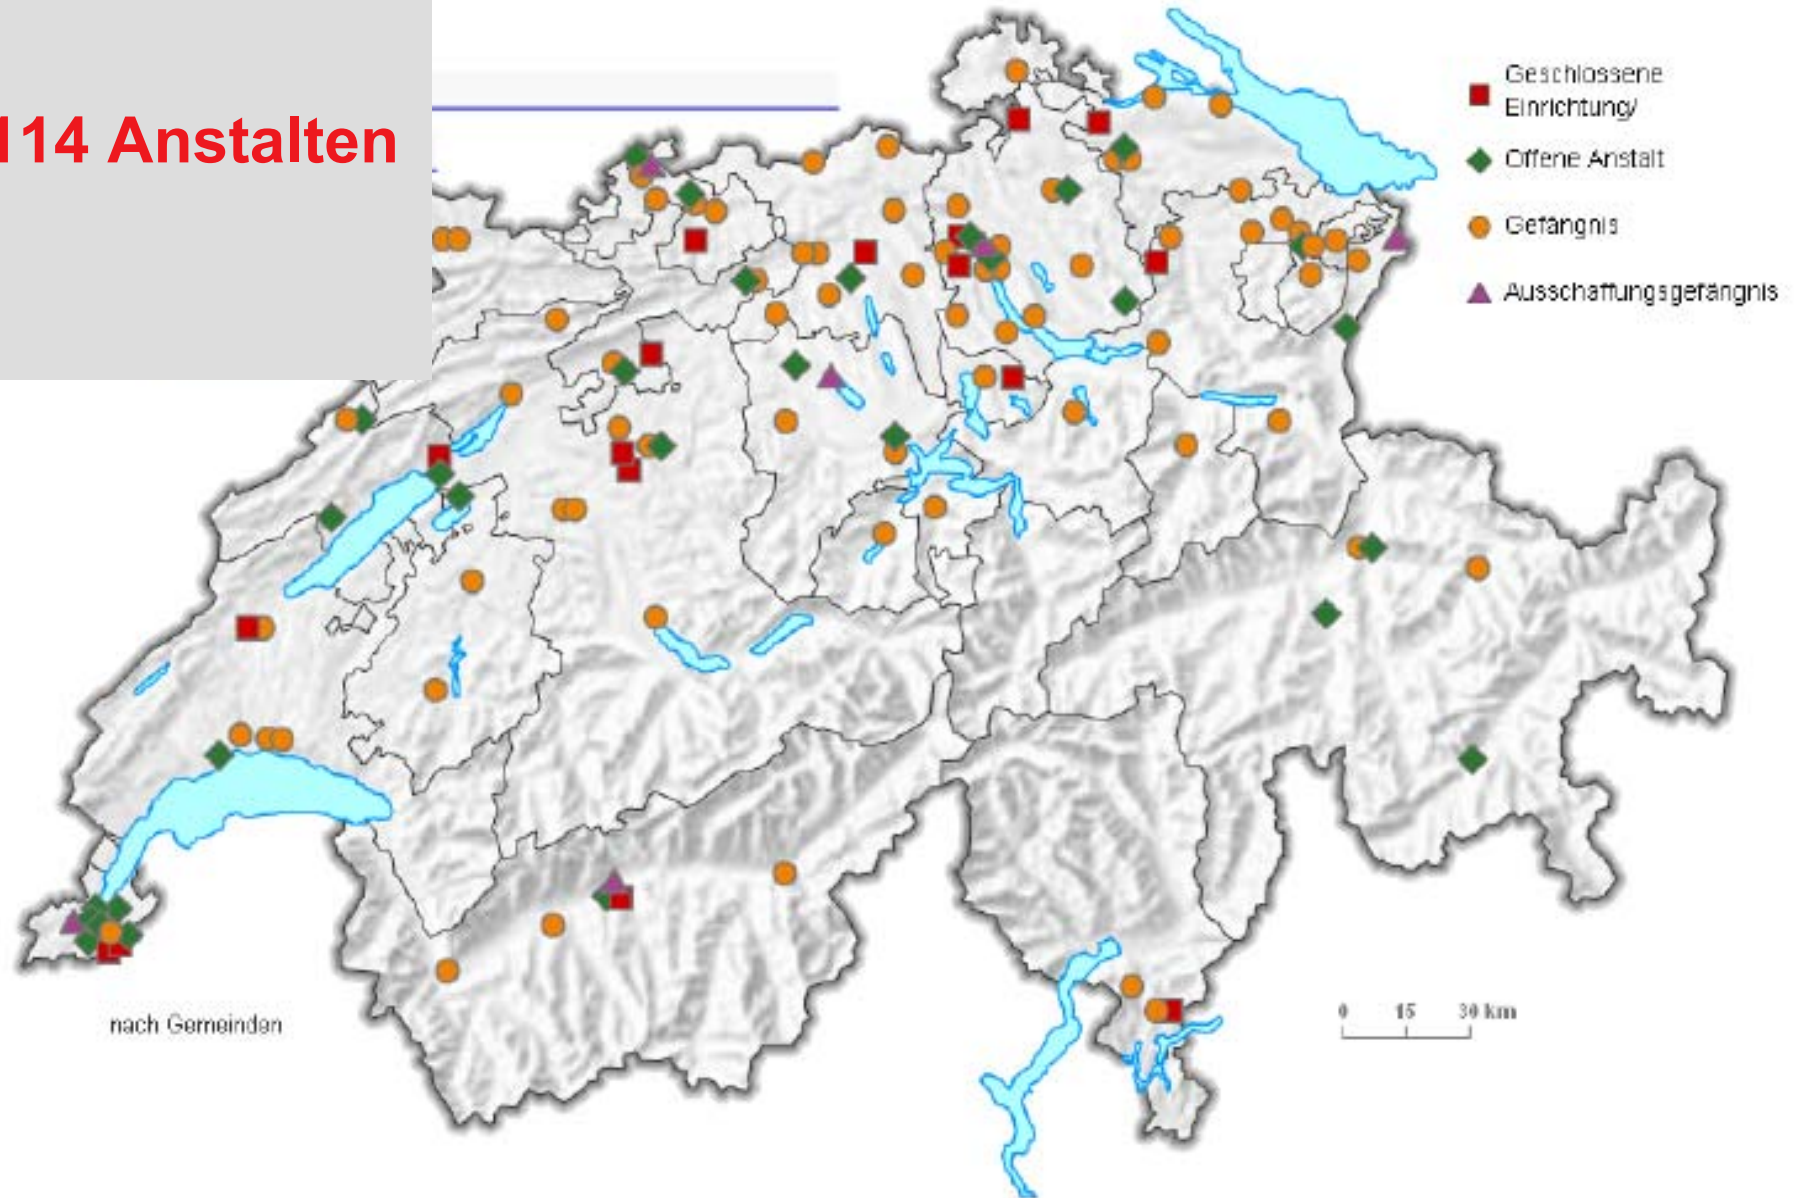 114 Anstalten
Geschlossene
Einrichtung/
Offene Anstalt
Gefängnis
Ausschaffungsgefängnis
nach Gemeinden
0 15 30 km